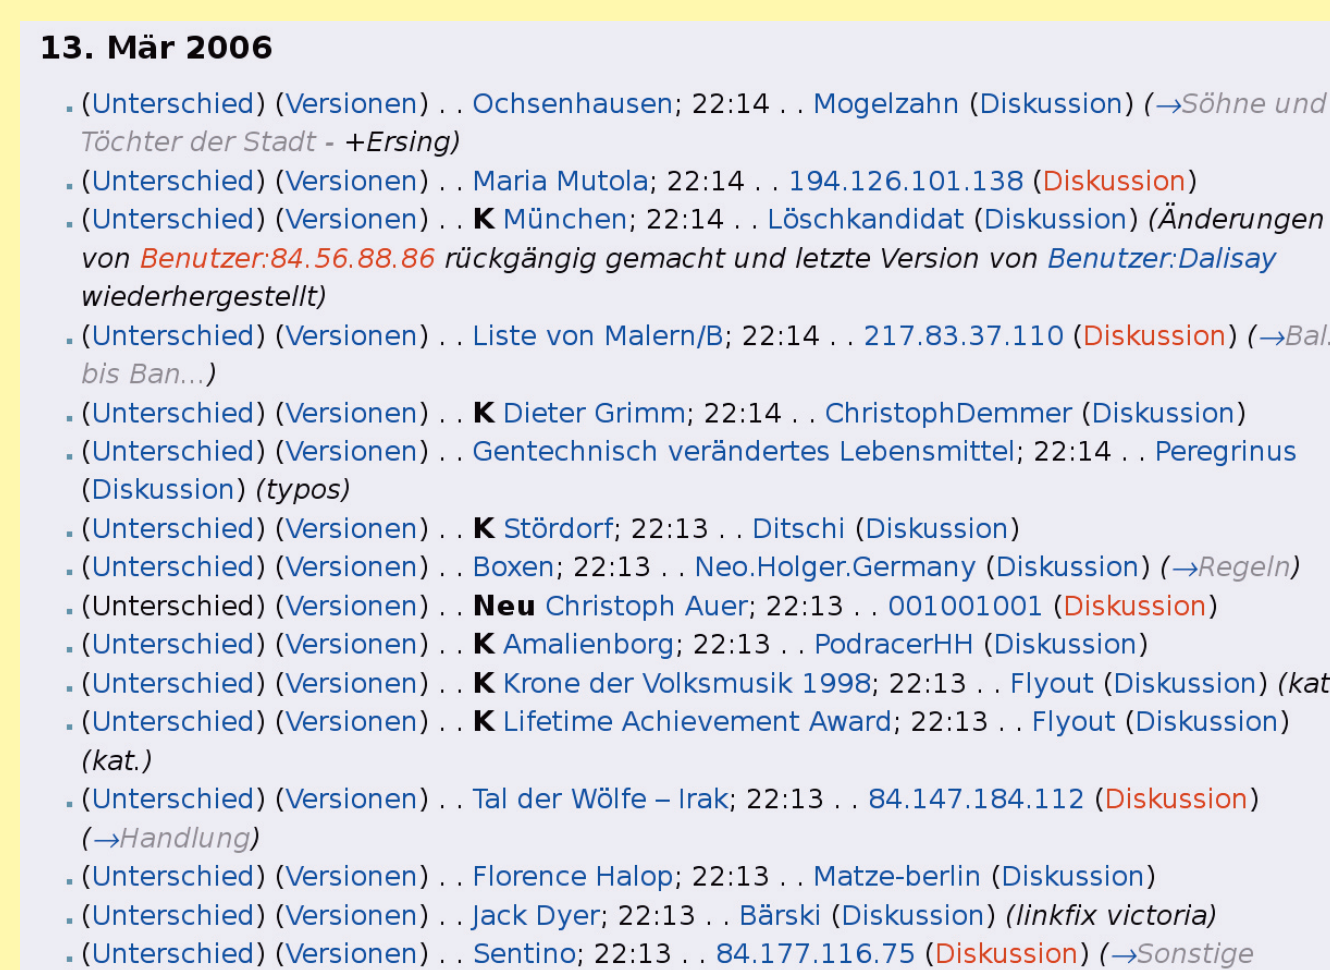 13. Mär 2006
(Unterschied) (Versionen) . . Ochsenhausen; 22:14 . . Mogelzahn (Diskussion) (→Söhne und
Töchter der Stadt - +Ersing)
(Unterschied) (Versionen) . . Maria Mutola; 22:14 . . 194.126.101.138 (Diskussion)
(Unterschied) (Versionen) . . K München; 22:14 . . Löschkandidat (Diskussion) (Änderungen
von Benutzer:84.56.88.86 rückgängig gemacht und letzte Version von Benutzer:Dalisay
wiederhergestellt)
(Unterschied) (Versionen) . . Liste von Malern/B; 22:14 . . 217.83.37.110 (Diskussion) (→Bal.
bis Ban...)
(Unterschied) (Versionen) . . K Dieter Grimm; 22:14 . . ChristophDemmer (Diskussion)
(Unterschied) (Versionen) . . Gentechnisch verändertes Lebensmittel; 22:14 . . Peregrinus
(Diskussion) (typos)
(Unterschied) (Versionen) . . K Stördorf; 22:13 . . Ditschi (Diskussion)
(Unterschied) (Versionen) . . Boxen; 22:13 . . Neo.Holger.Germany (Diskussion) (→Regeln)
(Unterschied) (Versionen) . . Neu Christoph Auer; 22:13 . . 001001001 (Diskussion)
(Unterschied) (Versionen) . . K Amalienborg; 22:13 . . PodracerHH (Diskussion)
(Unterschied) (Versionen) . . K Krone der Volksmusik 1998; 22:13 . . Flyout (Diskussion) (kat
(Unterschied) (Versionen) . . K Lifetime Achievement Award; 22:13 . . Flyout (Diskussion)
(kat.)
(Unterschied) (Versionen) . . Tal der Wölfe – Irak; 22:13 . . 84.147.184.112 (Diskussion)
(→Handlung)
(Unterschied) (Versionen) . . Florence Halop; 22:13 . . Matze-berlin (Diskussion)
(Unterschied) (Versionen) . . Jack Dyer; 22:13 . . Bärski (Diskussion) (linkfix victoria)
(Unterschied) (Versionen) . . Sentino; 22:13 . . 84.177.116.75 (Diskussion) (→Sonstige